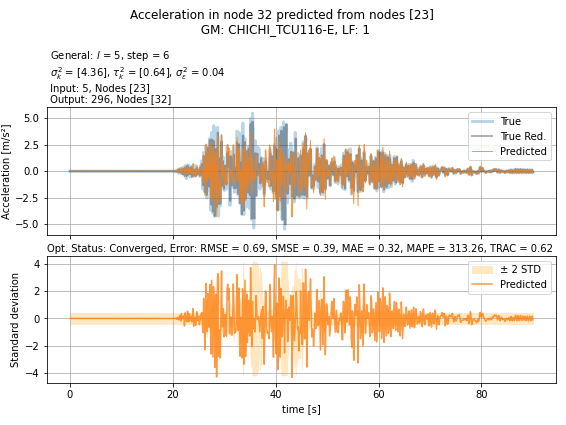 Acceleration in node 32 predicted from nodes [23]
GM: CHICHI_TCU116-E, LF: 1
General: l = 5, step = 6
σ²ₖ = [4.36], τ²ₖ = [0.64], σ²ε = 0.04
Input: 5, Nodes [23]
Output: 296, Nodes [32]
Acceleration [m/s²]
5.0
2.5
0.0
−2.5
−5.0
True
True Red.
Predicted
Opt. Status: Converged, Error: RMSE = 0.69, SMSE = 0.39, MAE = 0.32, MAPE = 313.26, TRAC = 0.62
Standard deviation
4
2
0
−2
−4
± 2 STD
Predicted
0 20 40 60 80
time [s]